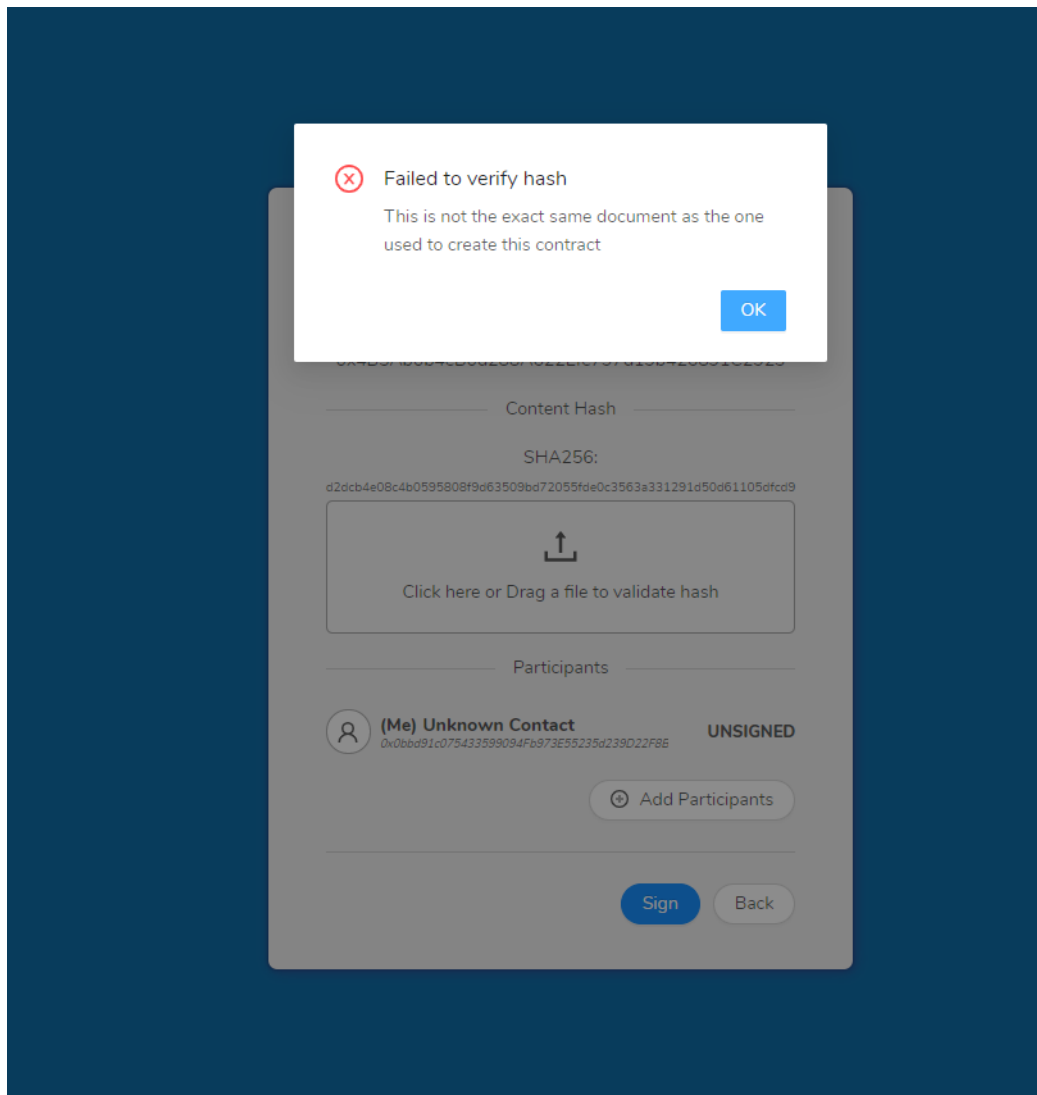 Failed to verify hash
This is not the exact same document as the one
used to create this contract
OK
Content Hash
SHA256:
d2dcb4e08c4b0595808f9d63509bd72055fde0c3563a331291d50d61105dfcd9
Click here or Drag a file to validate hash
Participants
(Me) Unknown Contact
UNSIGNED
0x0bbd91c075433599094Fb973E55235d239D22F8E
Add Participants
Sign
Back